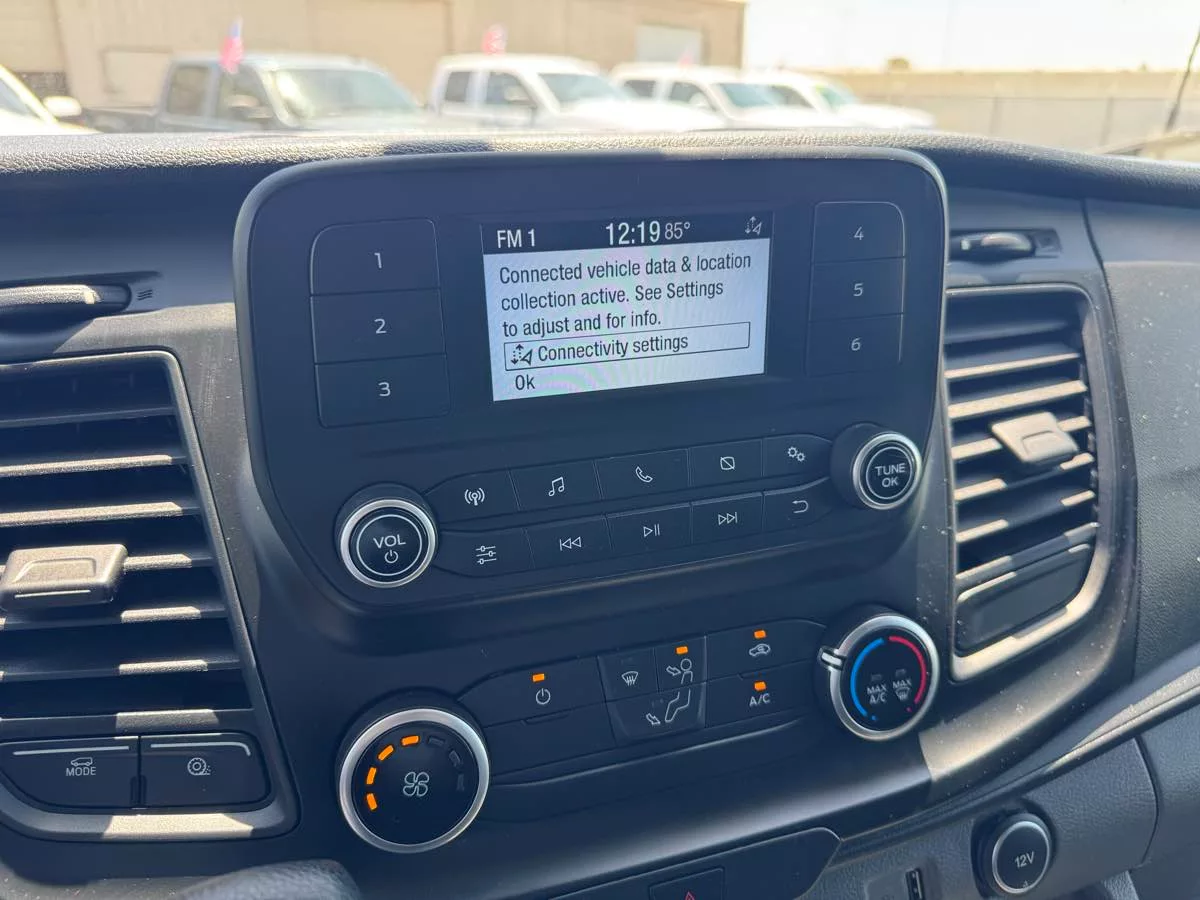 FM 1 12:19 85°
Connected vehicle data & location
collection active. See Settings
to adjust and for info.
Connectivity settings
Ok
1
2
3
4
5
6
VOL
TUNE
OK
A/C
MAX
A/C
MAX
MODE
12V